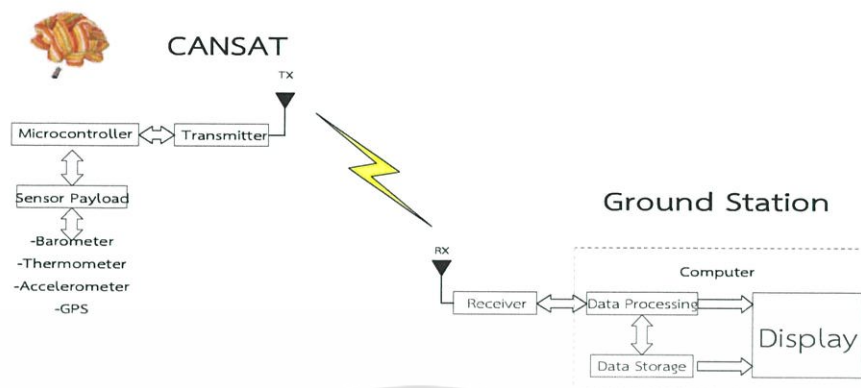 CANSAT
TX
Microcontroller
Transmitter
Sensor Payload
-Barometer
-Thermometer
-Accelerometer
-GPS
Ground Station
RX
Computer
Receiver
Data Processing
Display
Data Storage